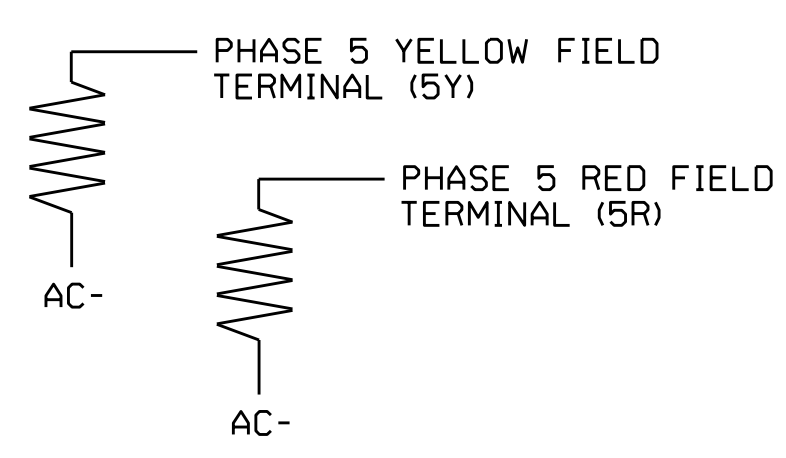 PHASE 5 YELLOW FIELD
TERMINAL (5Y)
AC-
PHASE 5 RED FIELD
TERMINAL (5R)
AC-